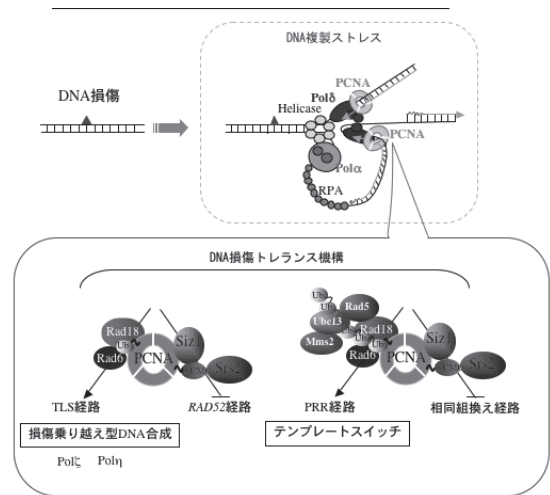 DNA複製ストレス
DNA損傷
Polδ
PCNA
Helicase
PCNA
Polα
RPA
DNA損傷トレランス機構
Rad18
Ub
Rad6
PCNA
Siz1
SUMO
Srs2
Ub
Ub
Rad5
Ubc13
Ub
Rad18
Mms2
Ub
Rad6
PCNA
Siz1
SUMO
Srs2
TLS経路
RAD52経路
PRR経路
相同組換え経路
損傷乗り越え型DNA合成
テンプレートスイッチ
Polζ Polη